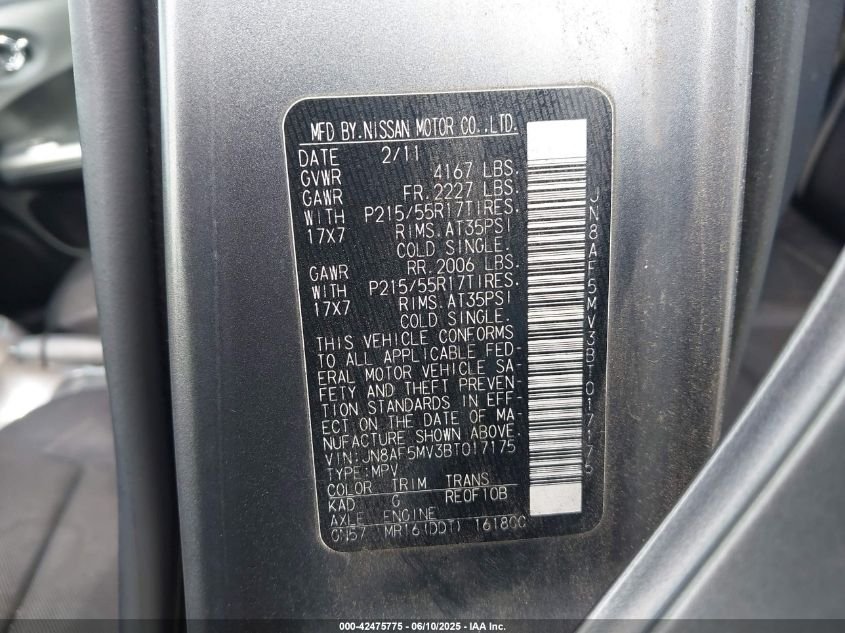 MFD BY.NISSAN MOTOR CO.,LTD.
DATE 2/11
GVWR 4167 LBS.
GAWR FR.2227 LBS.
WITH P215/55R17TIRES.
17X7 RIMS.AT35PSI
COLD SINGLE.
GAWR RR.2006 LBS.
WITH P215/55R17TIRES.
17X7 RIMS.AT35PSI
COLD SINGLE.
THIS VEHICLE CONFORMS
TO ALL APPLICABLE FED-
ERAL MOTOR VEHICLE SA-
FETY AND THEFT PREVEN-
TION STANDARDS IN EFF-
ECT ON THE DATE OF MA-
NUFACTURE SHOWN ABOVE.
VIN:JN8AF5MV3BT017175
TYPE:MPV
COLOR TRIM TRANS.
KAD G RE0F10B
AXLE ENGINE
GN57 MR16(DDT) 1618CC
JN8AF5MV3BT017175
000-42475775 - 06/10/2025 - IAA Inc.